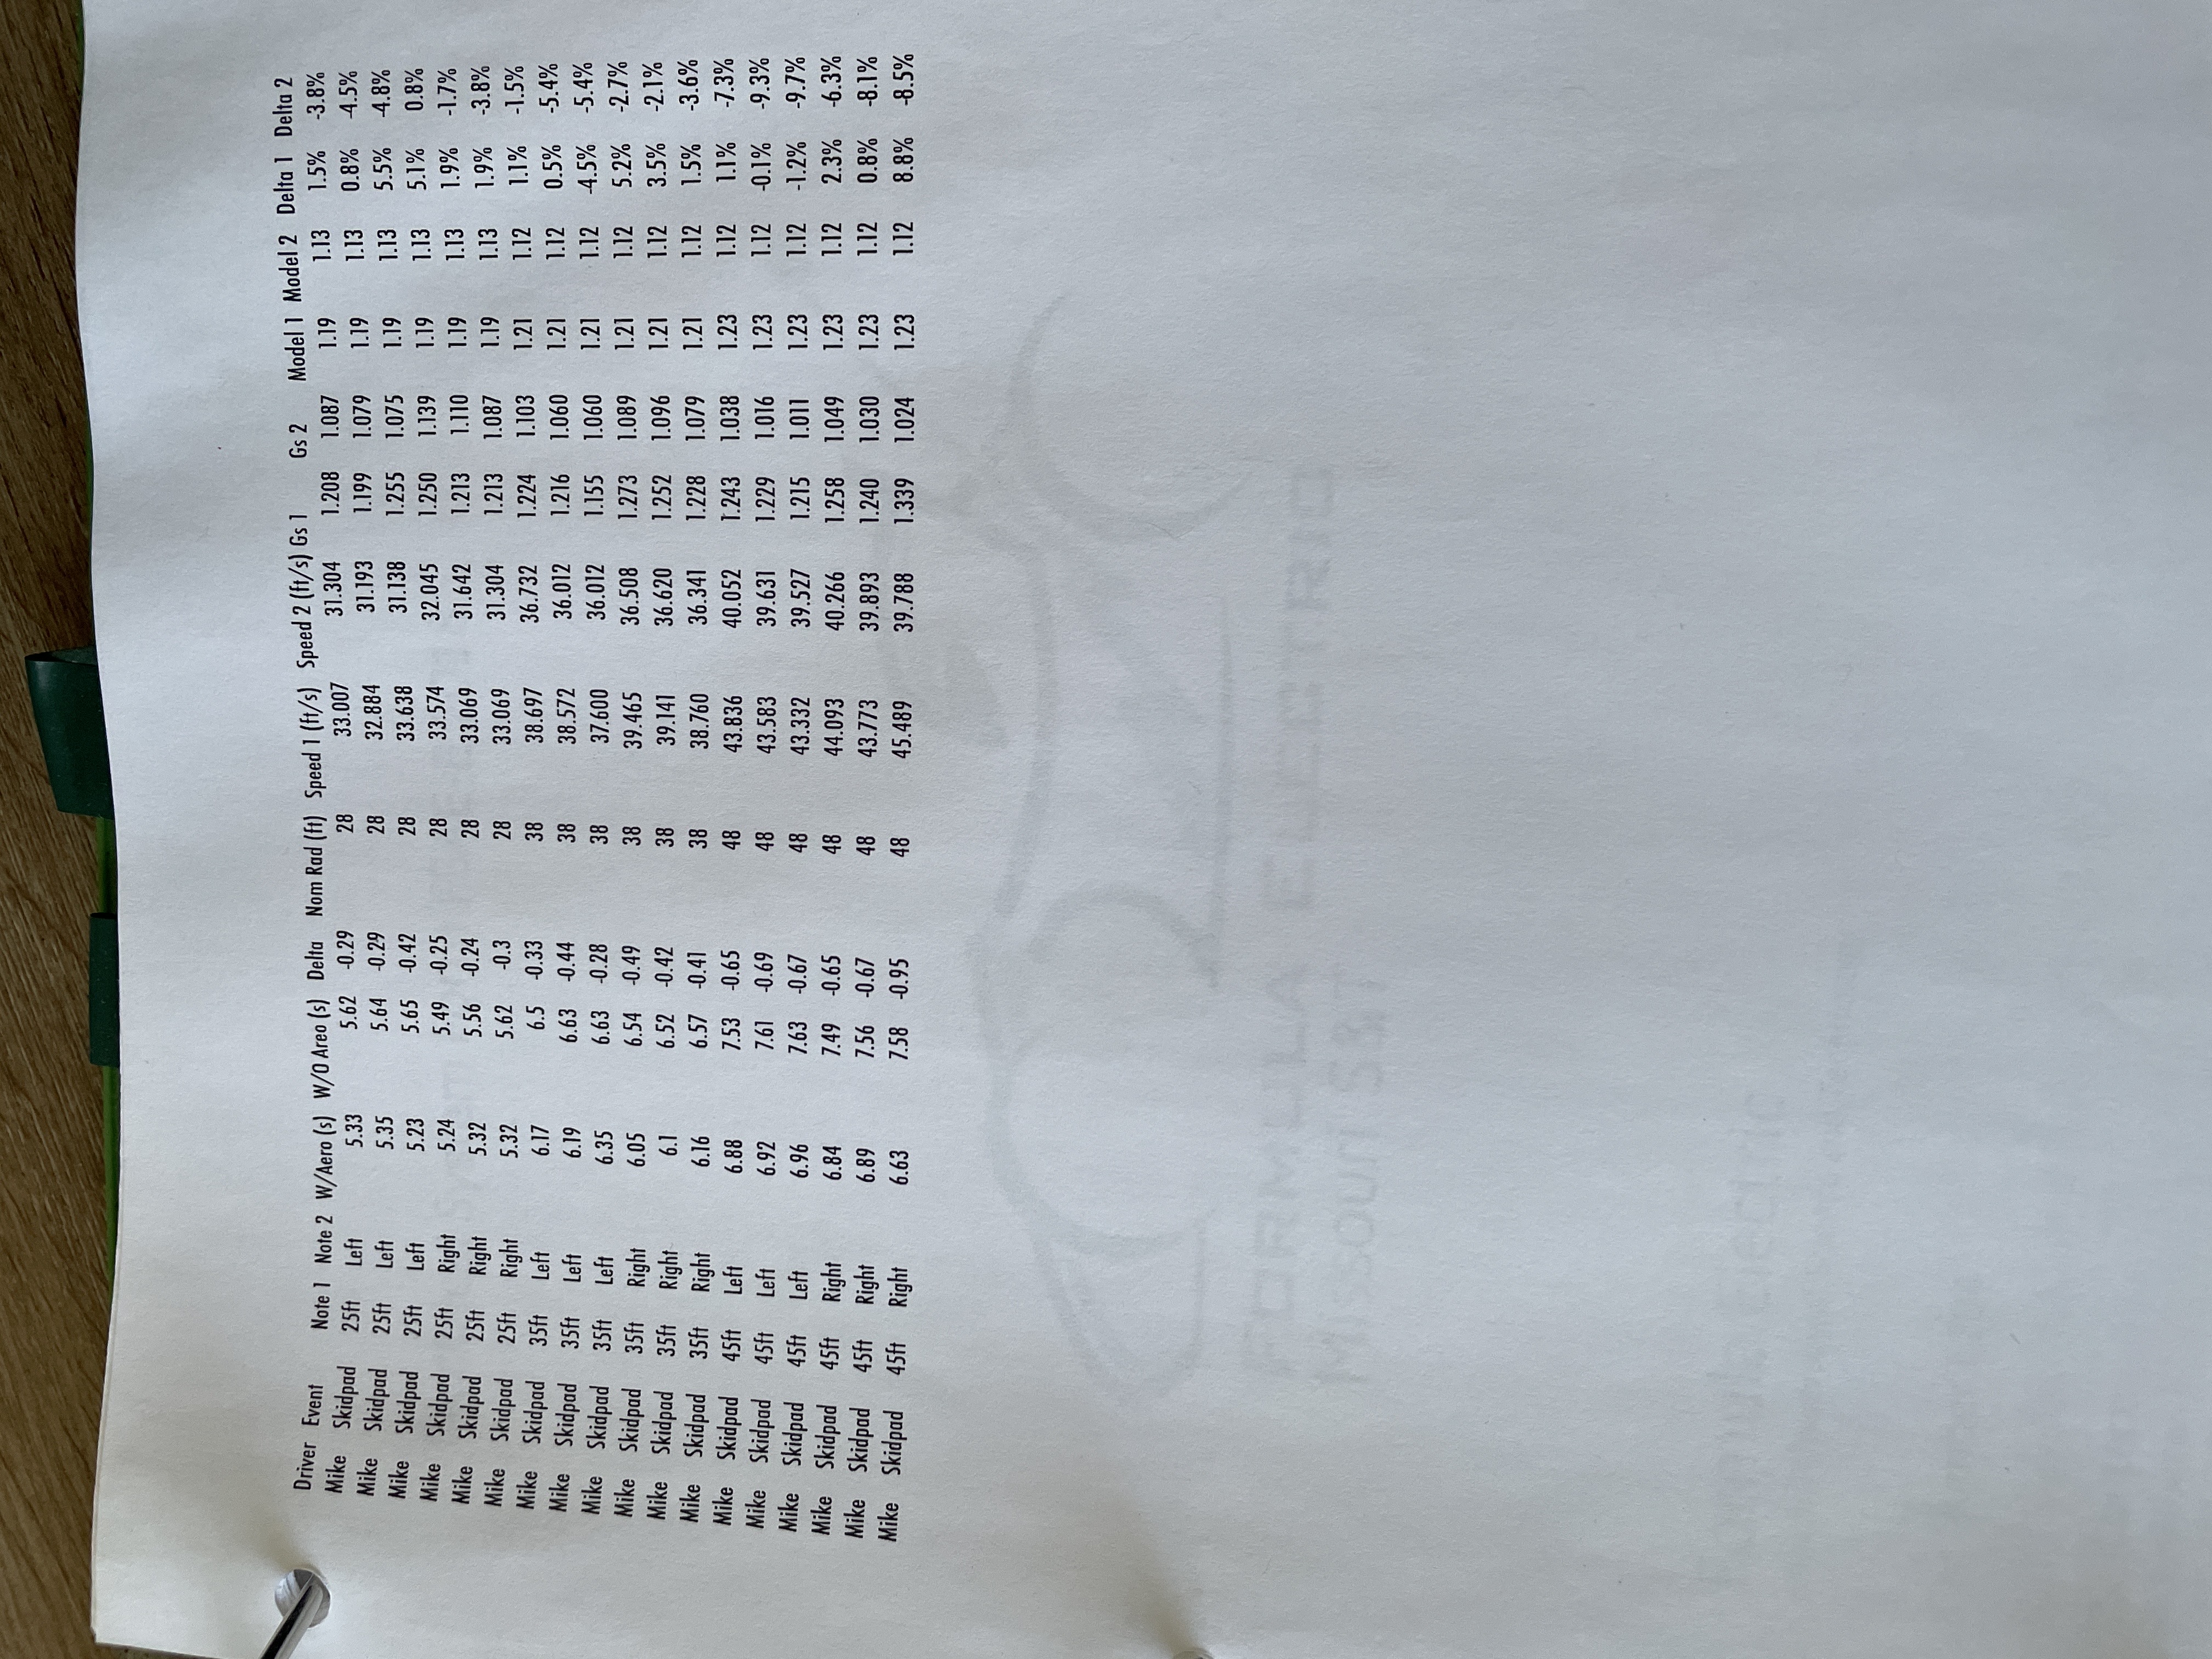 Driver Event Note 1 Note 2 W/Aero (s) W/O Areo (s) Delta Nom Rad (ft) Speed 1 (ft/s) Speed 2 (ft/s) Gs 1 Gs 2 Model 1 Model 2 Delta 1 Delta 2
Mike Skidpad 25ft Left 5.33 5.62 -0.29 28 33.007 31.304 1.208 1.087 1.19 1.13 1.5% -3.8%
Mike Skidpad 25ft Left 5.35 5.64 -0.29 28 32.884 31.193 1.199 1.079 1.19 1.13 0.8% -4.5%
Mike Skidpad 25ft Left 5.23 5.65 -0.42 28 33.638 31.138 1.255 1.075 1.19 1.13 5.5% -4.8%
Mike Skidpad 25ft Right 5.24 5.49 -0.25 28 33.574 32.045 1.250 1.139 1.19 1.13 5.1% 0.8%
Mike Skidpad 25ft Right 5.32 5.56 -0.24 28 33.069 31.642 1.213 1.110 1.19 1.13 1.9% -1.7%
Mike Skidpad 25ft Right 5.32 5.62 -0.3 28 33.069 31.304 1.213 1.087 1.19 1.13 1.9% -3.8%
Mike Skidpad 35ft Left 6.17 6.5 -0.33 38 38.697 36.732 1.224 1.103 1.21 1.12 1.1% -1.5%
Mike Skidpad 35ft Left 6.19 6.63 -0.44 38 38.572 36.012 1.216 1.060 1.21 1.12 0.5% -5.4%
Mike Skidpad 35ft Left 6.35 6.63 -0.28 38 37.600 36.012 1.155 1.060 1.21 1.12 -4.5% -5.4%
Mike Skidpad 35ft Right 6.05 6.54 -0.49 38 39.465 36.508 1.273 1.089 1.21 1.12 5.2% -2.7%
Mike Skidpad 35ft Right 6.1 6.52 -0.42 38 39.141 36.620 1.252 1.096 1.21 1.12 3.5% -2.1%
Mike Skidpad 35ft Right 6.16 6.57 -0.41 38 38.760 36.341 1.228 1.079 1.21 1.12 1.5% -3.6%
Mike Skidpad 45ft Left 6.88 7.53 -0.65 48 43.836 40.052 1.243 1.038 1.23 1.12 1.1% -7.3%
Mike Skidpad 45ft Left 6.92 7.61 -0.69 48 43.583 39.631 1.229 1.016 1.23 1.12 -0.1% -9.3%
Mike Skidpad 45ft Left 6.96 7.63 -0.67 48 43.332 39.527 1.215 1.011 1.23 1.12 -1.2% -9.7%
Mike Skidpad 45ft Right 6.84 7.49 -0.65 48 44.093 40.266 1.258 1.049 1.23 1.12 2.3% -6.3%
Mike Skidpad 45ft Right 6.89 7.56 -0.67 48 43.773 39.893 1.240 1.030 1.23 1.12 0.8% -8.1%
Mike Skidpad 45ft Right 6.63 7.58 -0.95 48 45.489 39.788 1.339 1.024 1.23 1.12 8.8% -8.5%
FORMULA ELECTRIC
Missouri S&T
Formula Electric